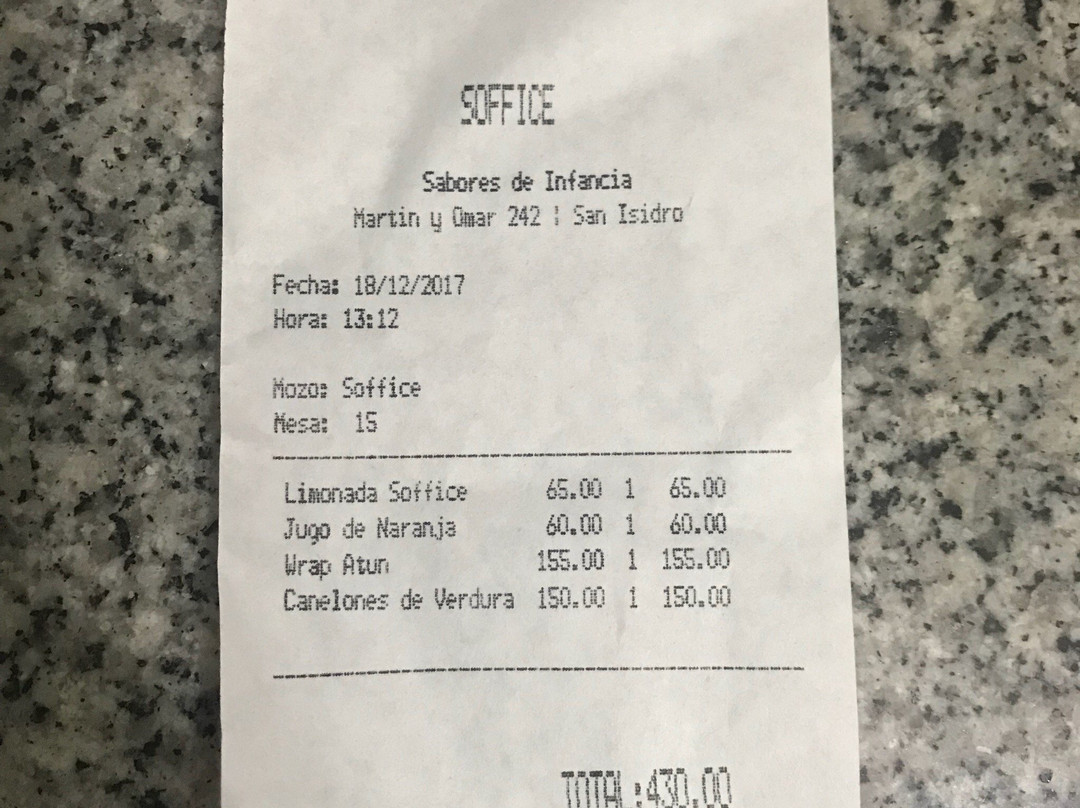 SOFFICE
Sabores de Infancia
Martin y Omar 242 | San Isidro
Fecha: 18/12/2017
Hora: 13:12
Mozo: Soffice
Mesa: 15
Limonada Soffice 65.00 1 65.00
Jugo de Naranja 60.00 1 60.00
Wrap Atun 155.00 1 155.00
Canelones de Verdura 150.00 1 150.00
TOTAL :430.00